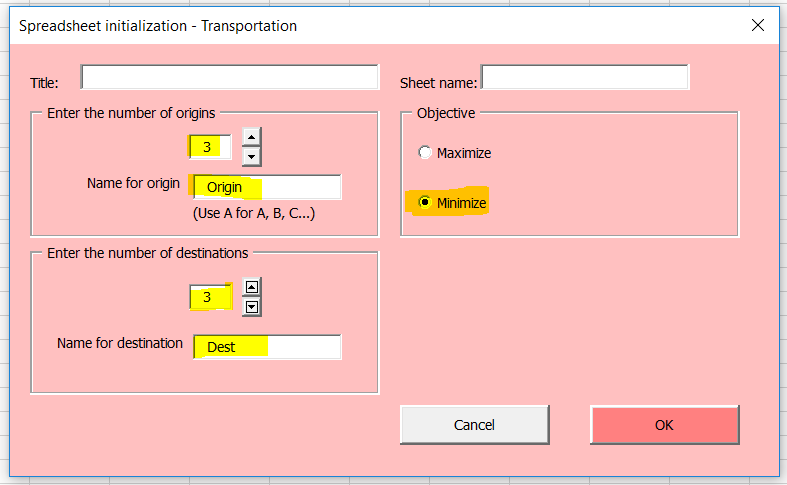 Spreadsheet initialization - Transportation
Title:
Sheet name:
Enter the number of origins
3
Name for origin
Origin
(Use A for A, B, C...)
Objective
Maximize
Minimize
Enter the number of destinations
3
Name for destination
Dest
Cancel
OK